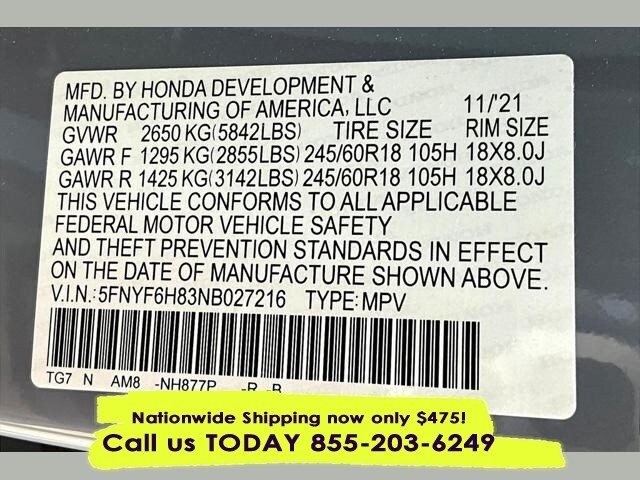 MFD. BY HONDA DEVELOPMENT &
MANUFACTURING OF AMERICA, LLC 11/'21
GVWR 2650 KG(5842LBS) TIRE SIZE RIM SIZE
GAWR F 1295 KG(2855LBS) 245/60R18 105H 18X8.0J
GAWR R 1425 KG(3142LBS) 245/60R18 105H 18X8.0J
THIS VEHICLE CONFORMS TO ALL APPLICABLE
FEDERAL MOTOR VEHICLE SAFETY
AND THEFT PREVENTION STANDARDS IN EFFECT
ON THE DATE OF MANUFACTURE SHOWN ABOVE.
V.I.N.: 5FNYF6H83NB027216 TYPE: MPV
TG7 N AM8 -NH877P -R -B
Nationwide Shipping now only $475!
Call us TODAY 855-203-6249